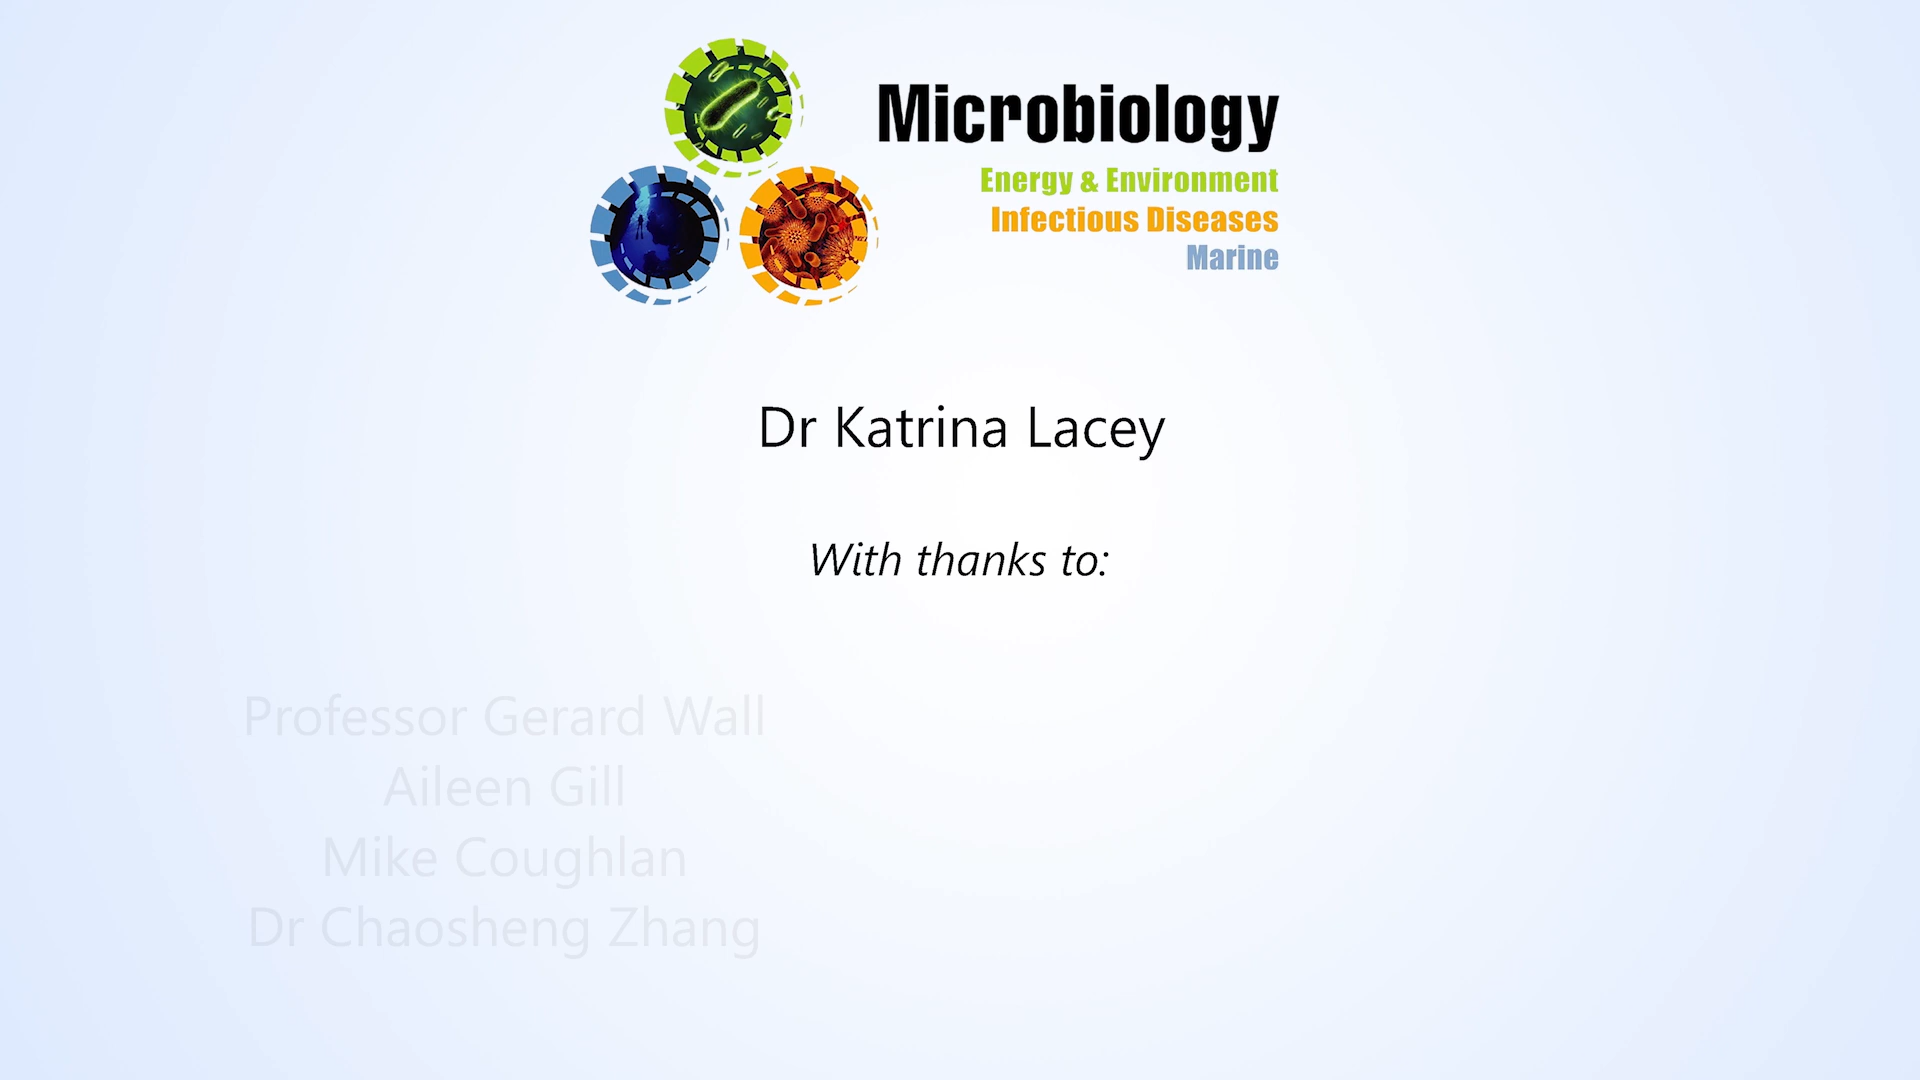 Microbiology
Energy & Environment
Infectious Diseases
Marine
Dr Katrina Lacey
With thanks to:
Professor Gerard Wall
Aileen Gill
Mike Coughlan
Dr Chaosheng Zhang